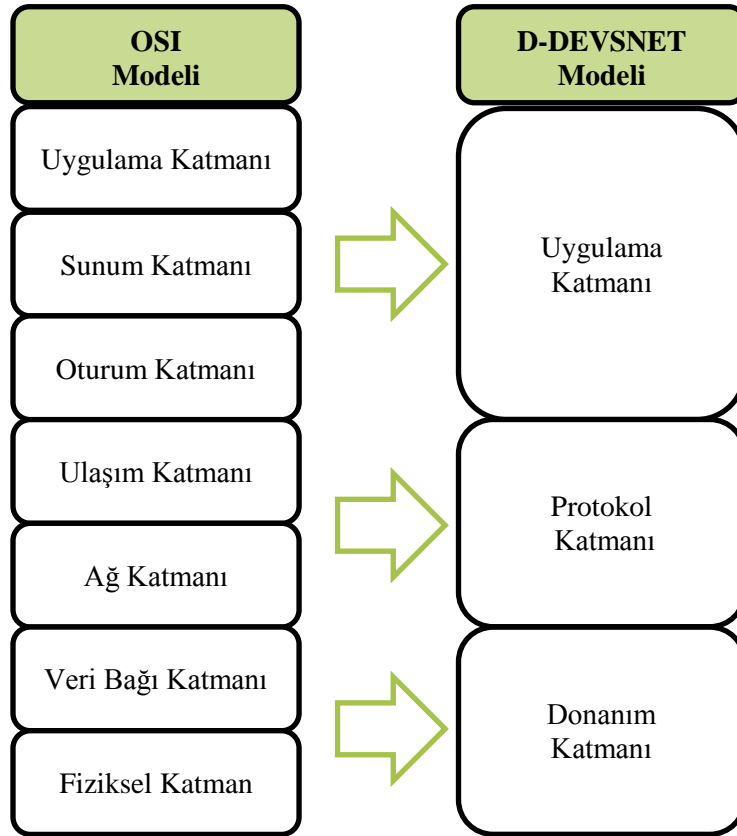 OSI
Modeli
Uygulama Katmanı
Sunum Katmanı
Oturum Katmanı
Ulaşım Katmanı
Ağ Katmanı
Veri Bağı Katmanı
Fiziksel Katman
D-DEVSNET
Modeli
Uygulama
Katmanı
Protokol
Katmanı
Donanım
Katmanı